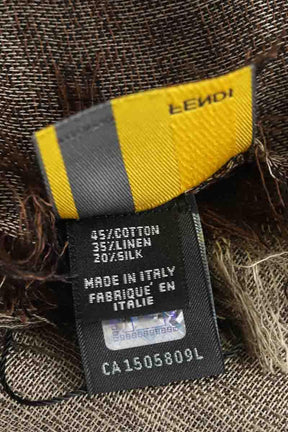 FENDI
45%COTTON
35%LINEN
20%SILK
MADE IN ITALY
FABRIQUÉ EN
ITALIE
CA1505809L